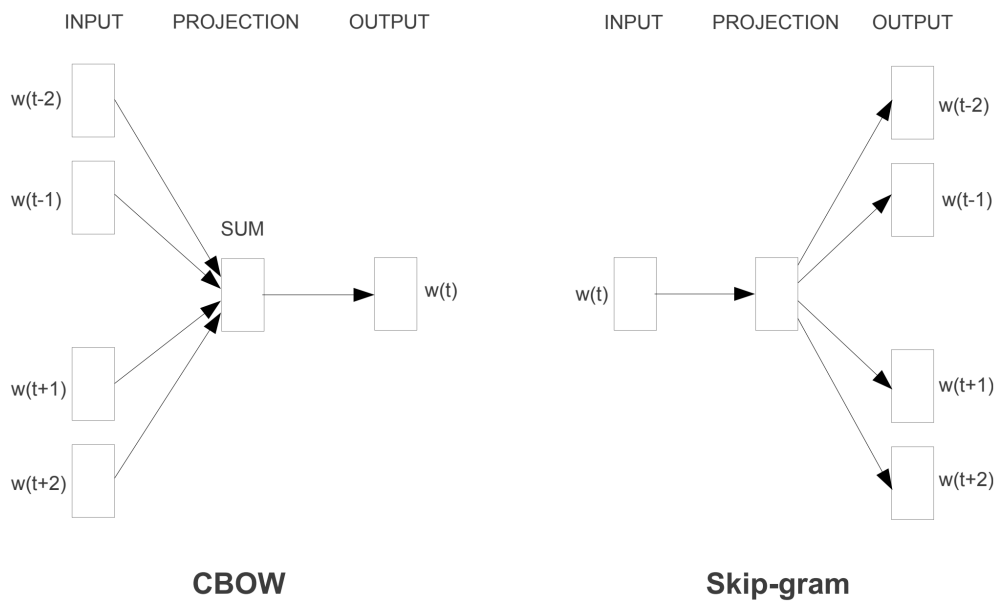 INPUT PROJECTION OUTPUT
w(t-2)
w(t-1)
SUM
w(t)
w(t+1)
w(t+2)
CBOW
INPUT PROJECTION OUTPUT
w(t-2)
w(t-1)
w(t)
w(t+1)
w(t+2)
Skip-gram